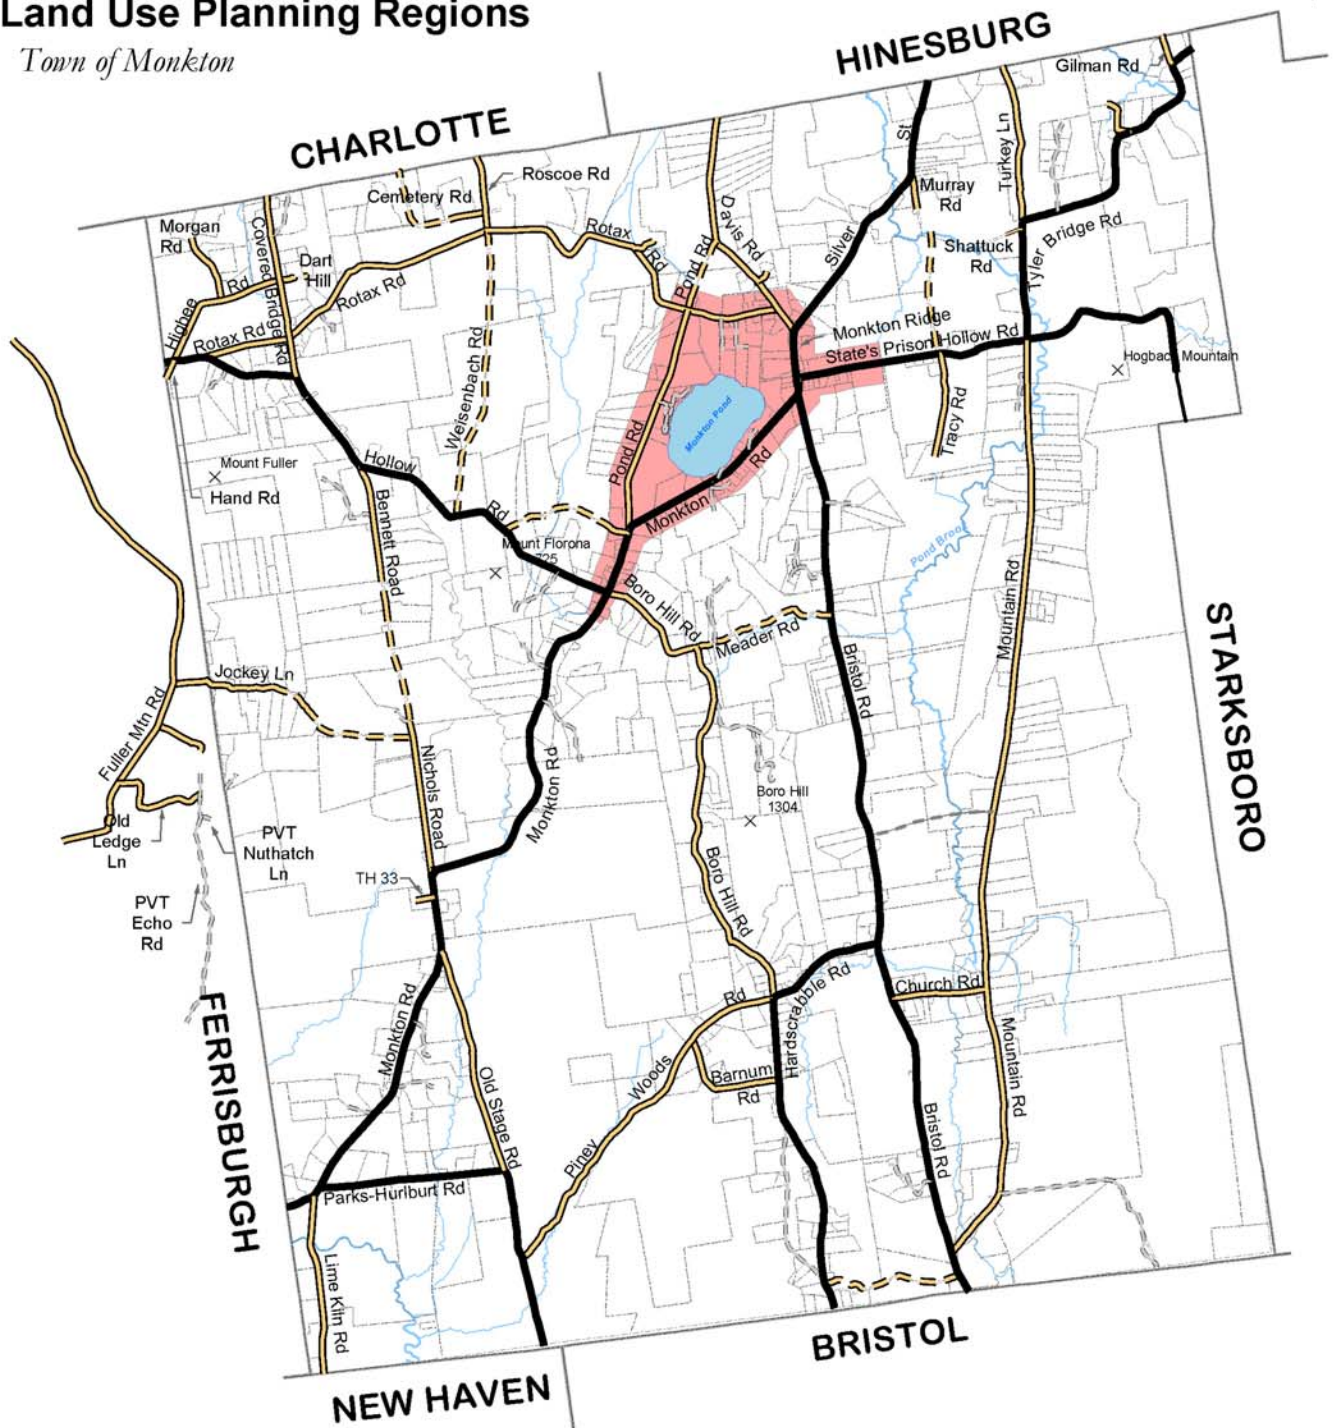 Land Use Planning Regions
Town of Monkton
HINESBURG
Gilman Rd
CHARLOTTE
St
Turkey Ln
Roscoe Rd
Cemetery Rd
Murray
Rd
Morgan
Rd
Covered Bridge Rd
Dart
Hill
Rotax
Rd
Davis Rd
Pond Rd
Silver
Shattuck
Rd
Tyler Bridge Rd
Higbee
Rd
Rotax Rd
Rotax Rd
Monkton Ridge
State's Prison Hollow Rd
Hogback Mountain
Weisenbach Rd
Monkton Pond
Tracy Rd
Pond Rd
Rd
Hollow
Mount Fuller
Hand Rd
Bennett Road
Rd
Monkton
Mount Florona
725
Pond Broo
Boro Hill Rd
Meader Rd
Mountain Rd
STARKSBORO
Bristol Rd
Jockey Ln
Fuller Mtn Rd
Nichols Road
Monkton Rd
Boro Hill
1304
Old
Ledge
Ln
PVT
Nuthatch
Ln
TH 33
Boro Hill Rd
PVT
Echo
Rd
Hardscrabble Rd
Church Rd
FERRISBURGH
Monkton Rd
Rd
Mountain Rd
Woods
Barnum
Rd
Old Stage Rd
Piney
Bristol Rd
Parks-Hurlburt Rd
Lime Kiln Rd
BRISTOL
NEW HAVEN